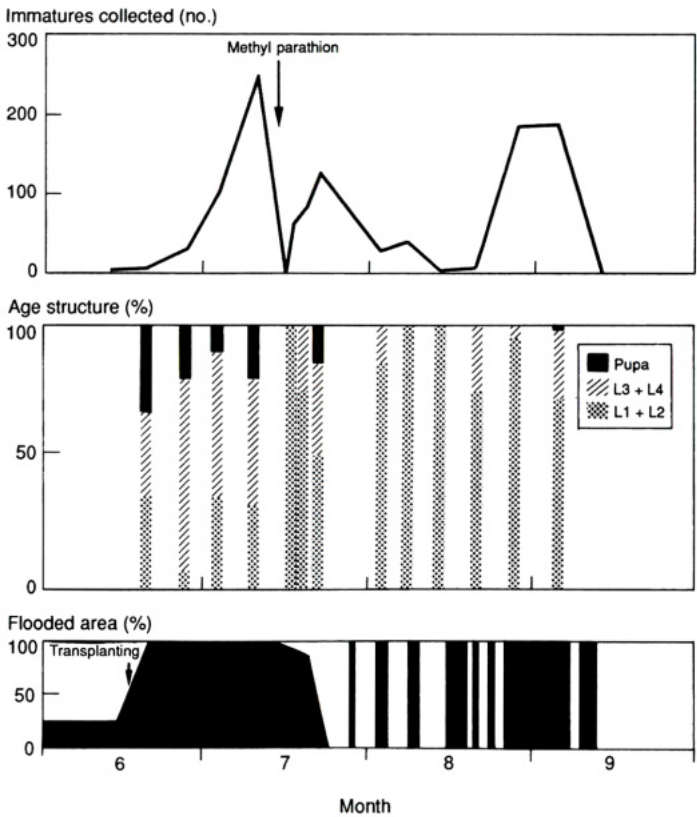 Immatures collected (no.)
300
Methyl parathion
200
100
0
Age structure (%)
100
Pupa
L3 + L4
L1 + L2
50
0
Flooded area (%)
100
Transplanting
50
0
6 7 8 9
Month